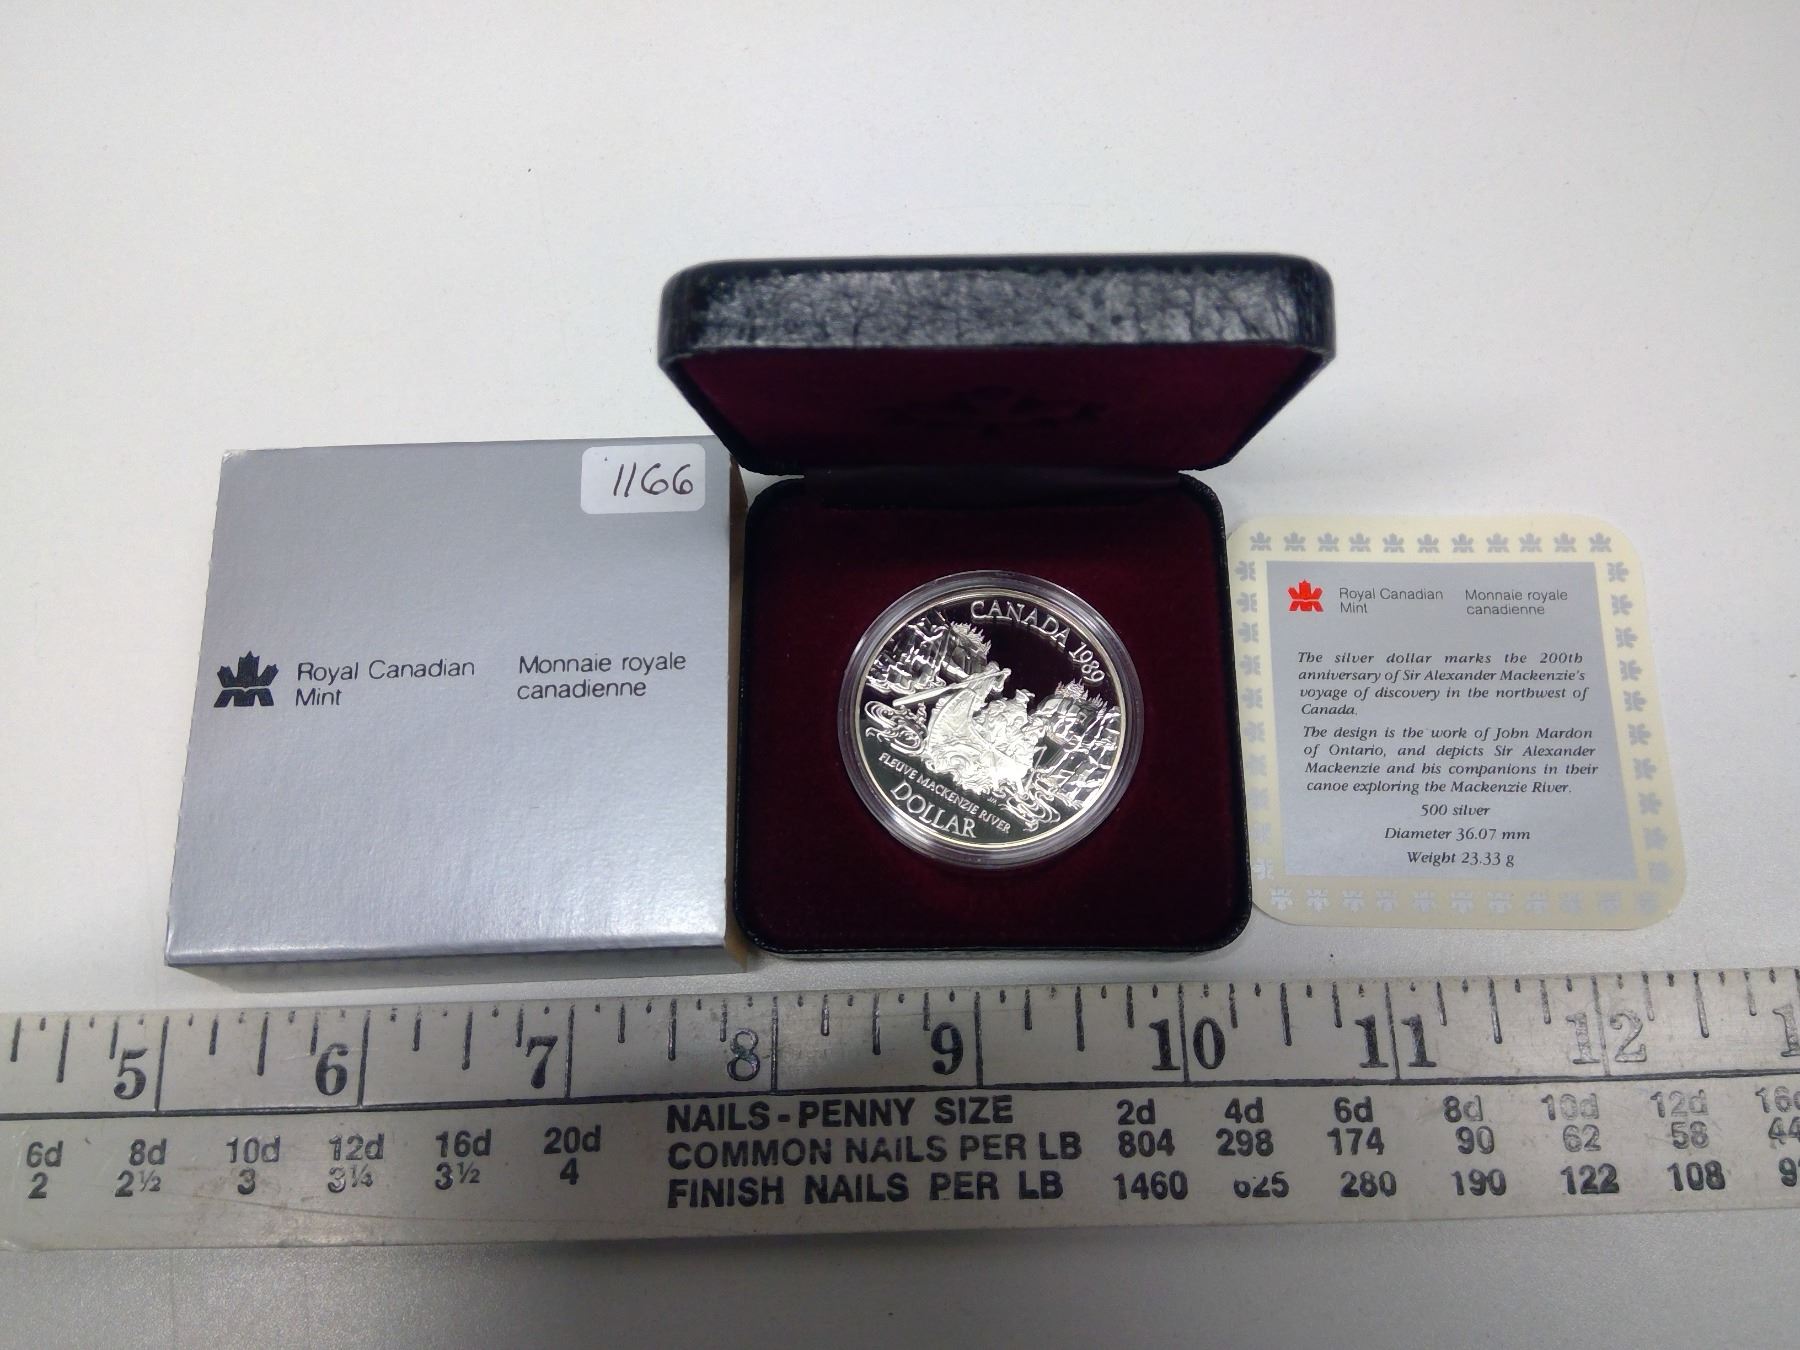 1166
Royal Canadian Mint
Monnaie royale canadienne
CANADA 1989
FLEUVE MACKENZIE RIVER
JM
DOLLAR
Royal Canadian Mint
Monnaie royale canadienne
The silver dollar marks the 200th
anniversary of Sir Alexander Mackenzie's
voyage of discovery in the northwest of
Canada.
The design is the work of John Mardon
of Ontario, and depicts Sir Alexander
Mackenzie and his companions in their
canoe exploring the Mackenzie River.
500 silver
Diameter 36.07 mm
Weight 23.33 g
5 6 7 8 9 10 11 12 1
NAILS - PENNY SIZE 2d 4d 6d 8d 10d 12d 16d
6d 8d 10d 12d 16d 20d COMMON NAILS PER LB 804 298 174 90 62 58 44
2 2½ 3 3¼ 3½ 4 FINISH NAILS PER LB 1460 625 280 190 122 108